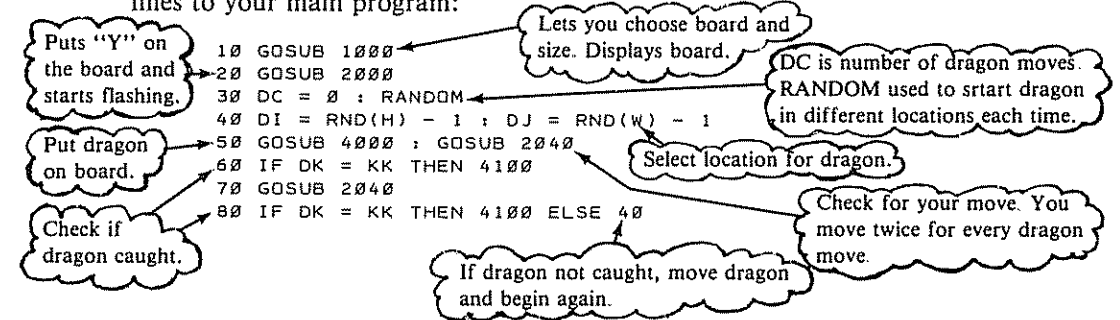 lines to your main program:
Puts “Y” on
the board and
starts flashing.
Lets you choose board and
size. Displays board.
10 GOSUB 1000
20 GOSUB 2000
30 DC = 0 : RANDOM
40 DI = RND(H) - 1 : DJ = RND(W) - 1
50 GOSUB 4000 : GOSUB 2040
60 IF DK = KK THEN 4100
70 GOSUB 2040
80 IF DK = KK THEN 4100 ELSE 40
DC is number of dragon moves.
RANDOM used to srtart dragon
in different locations each time.
Put dragon
on board.
Select location for dragon.
Check if
dragon caught.
Check for your move. You
move twice for every dragon
move.
If dragon not caught, move dragon
and begin again.